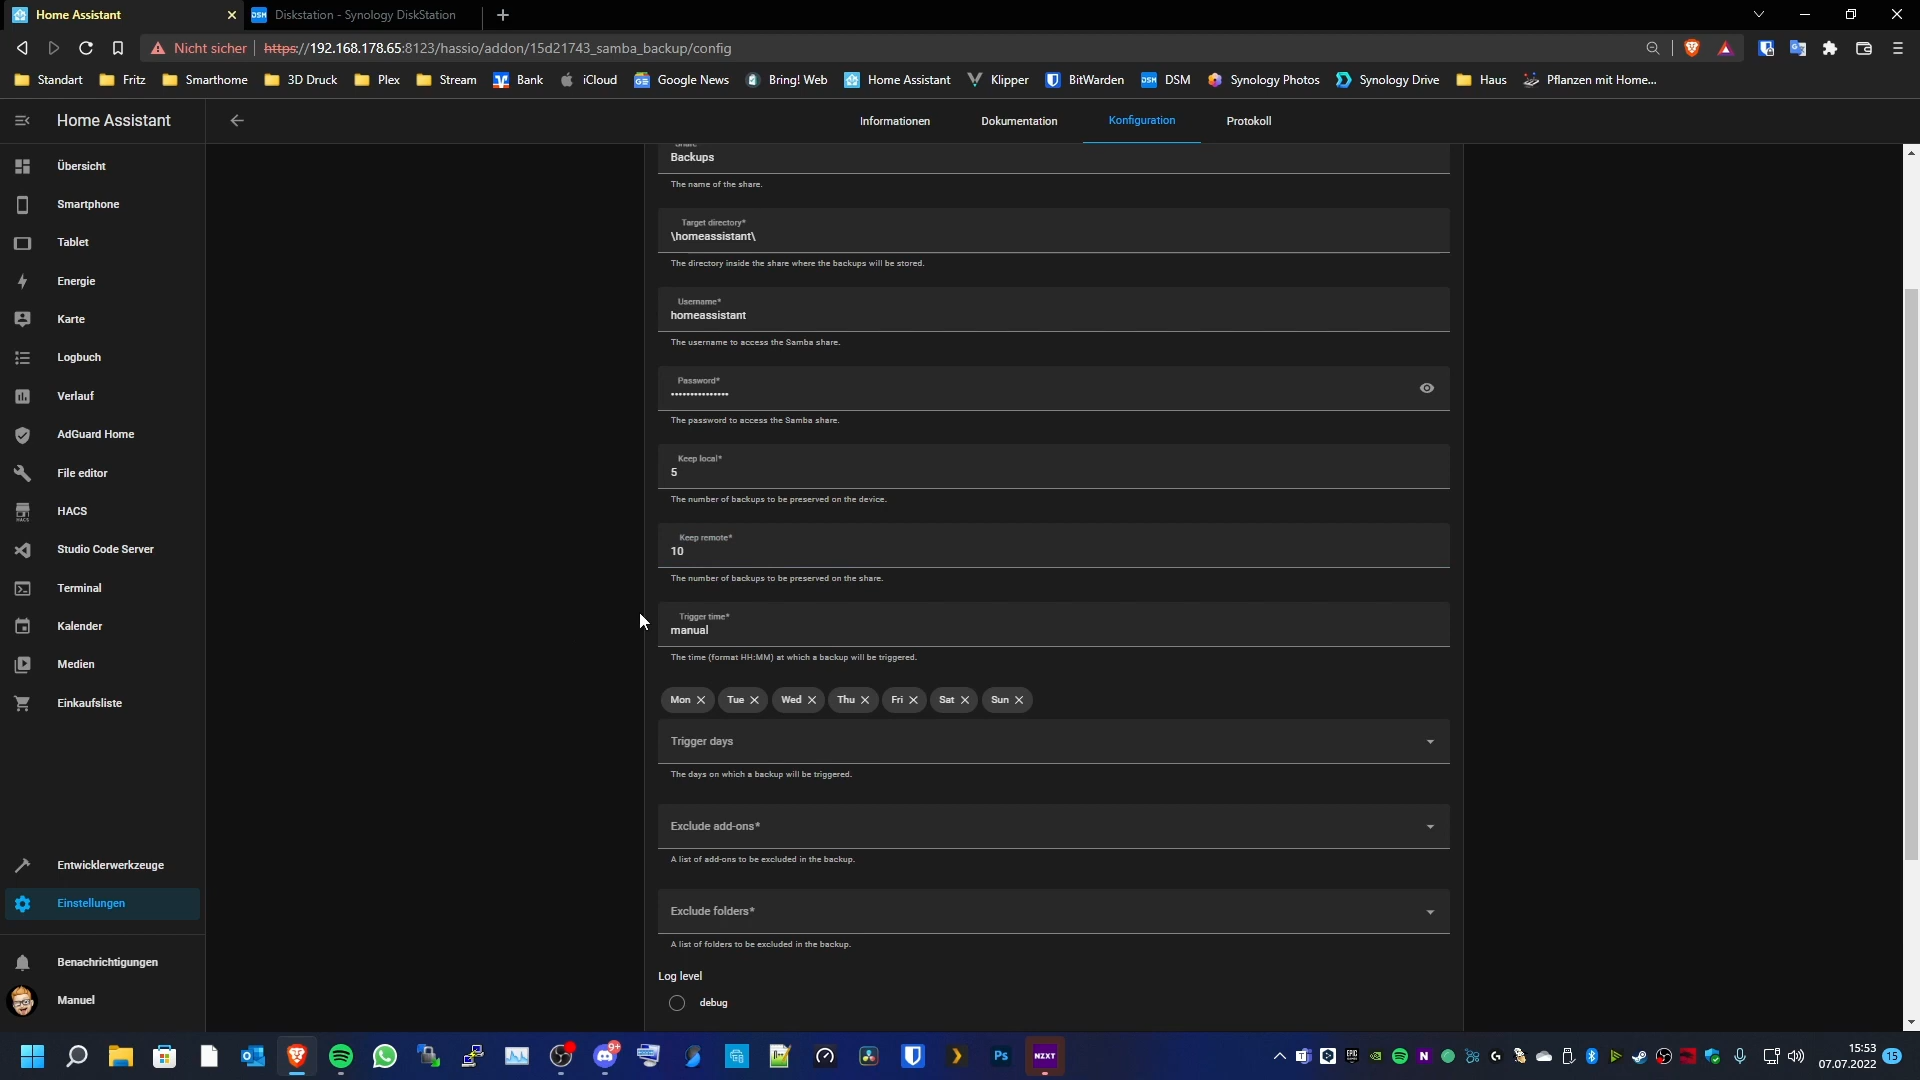 Home Assistant
Diskstation - Synology DiskStation
Nicht sicher
https://192.168.178.65:8123/hassio/addon/15d21743_samba_backup/config
Standart
Fritz
Smarthome
3D Druck
Plex
Stream
Bank
iCloud
Google News
Bring! Web
Home Assistant
Klipper
BitWarden
DSM
Synology Photos
Synology Drive
Haus
Pflanzen mit Home...
Home Assistant
Informationen
Dokumentation
Konfiguration
Protokoll
Übersicht
Smartphone
Tablet
Energie
Karte
Logbuch
Verlauf
AdGuard Home
File editor
HACS
Studio Code Server
Terminal
Kalender
Medien
Einkaufsliste
Entwicklerwerkzeuge
Einstellungen
Benachrichtigungen
Manuel
Share
Backups
The name of the share.
Target directory*
\homeassistant\
The directory inside the share where the backups will be stored.
Username*
homeassistant
The username to access the Samba share.
Password*
•••••••••••••••
The password to access the Samba share.
Keep local*
5
The number of backups to be preserved on the device.
Keep remote*
10
The number of backups to be preserved on the share.
Trigger time*
manual
The time (format HH:MM) at which a backup will be triggered.
Mon
Tue
Wed
Thu
Fri
Sat
Sun
Trigger days
The days on which a backup will be triggered.
Exclude add-ons*
A list of add-ons to be excluded in the backup.
Exclude folders*
A list of folders to be excluded in the backup.
Log level
debug
9+
Ps
NZXT
15:53
07.07.2022
15